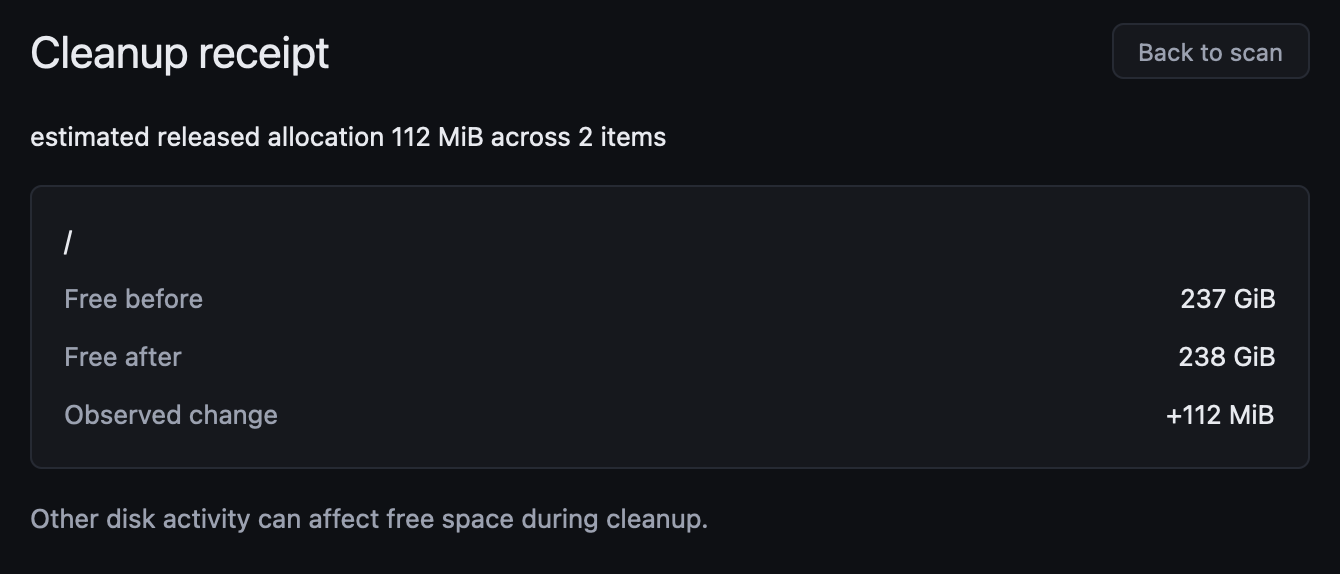 Cleanup receipt
Back to scan
estimated released allocation 112 MiB across 2 items
/
Free before 237 GiB
Free after 238 GiB
Observed change +112 MiB
Other disk activity can affect free space during cleanup.